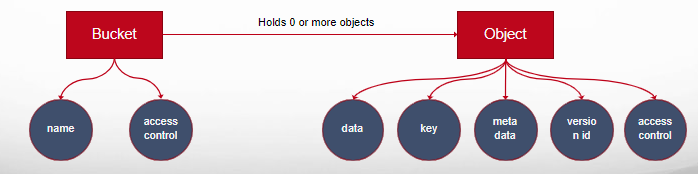 Bucket
Holds 0 or more objects
Object
name
access
control
data
key
meta
data
versio
n id
access
control